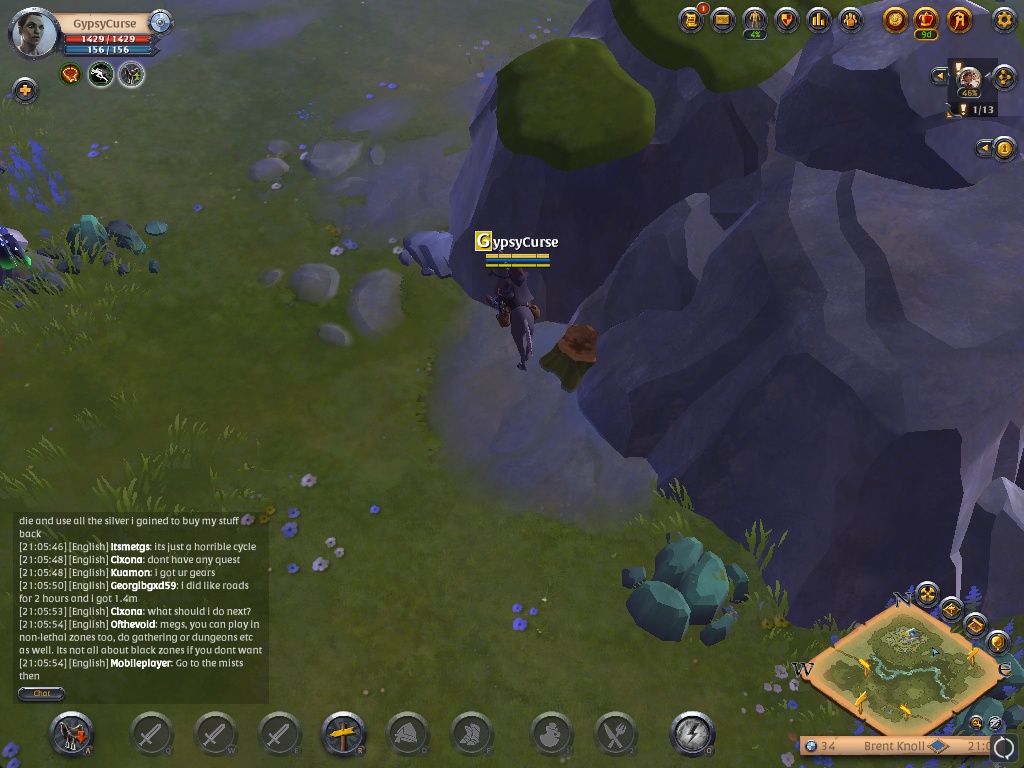 GypsyCurse
1429 / 1429
156 / 156
1
4%
9d
46%
1/13
1
GypsyCurse
die and use all the silver i gained to buy my stuff
back
[21:05:46] [English] Itsmetgs: its just a horrible cycle
[21:05:48] [English] Cixona: dont have any quest
[21:05:48] [English] Kuamon: i got ur gears
[21:05:50] [English] Georgibgxd59: i did like roads
for 2 hours and i got 1.4m
[21:05:53] [English] Cixona: what should i do next?
[21:05:54] [English] Ofthevoid: megs, you can play in
non-lethal zones too, do gathering or dungeons etc
as well. Its not all about black zones if you dont want
[21:05:54] [English] Mobileplayer: Go to the mists
then
Chat
N
W
E
A Q W E R D F
34 Brent Knoll